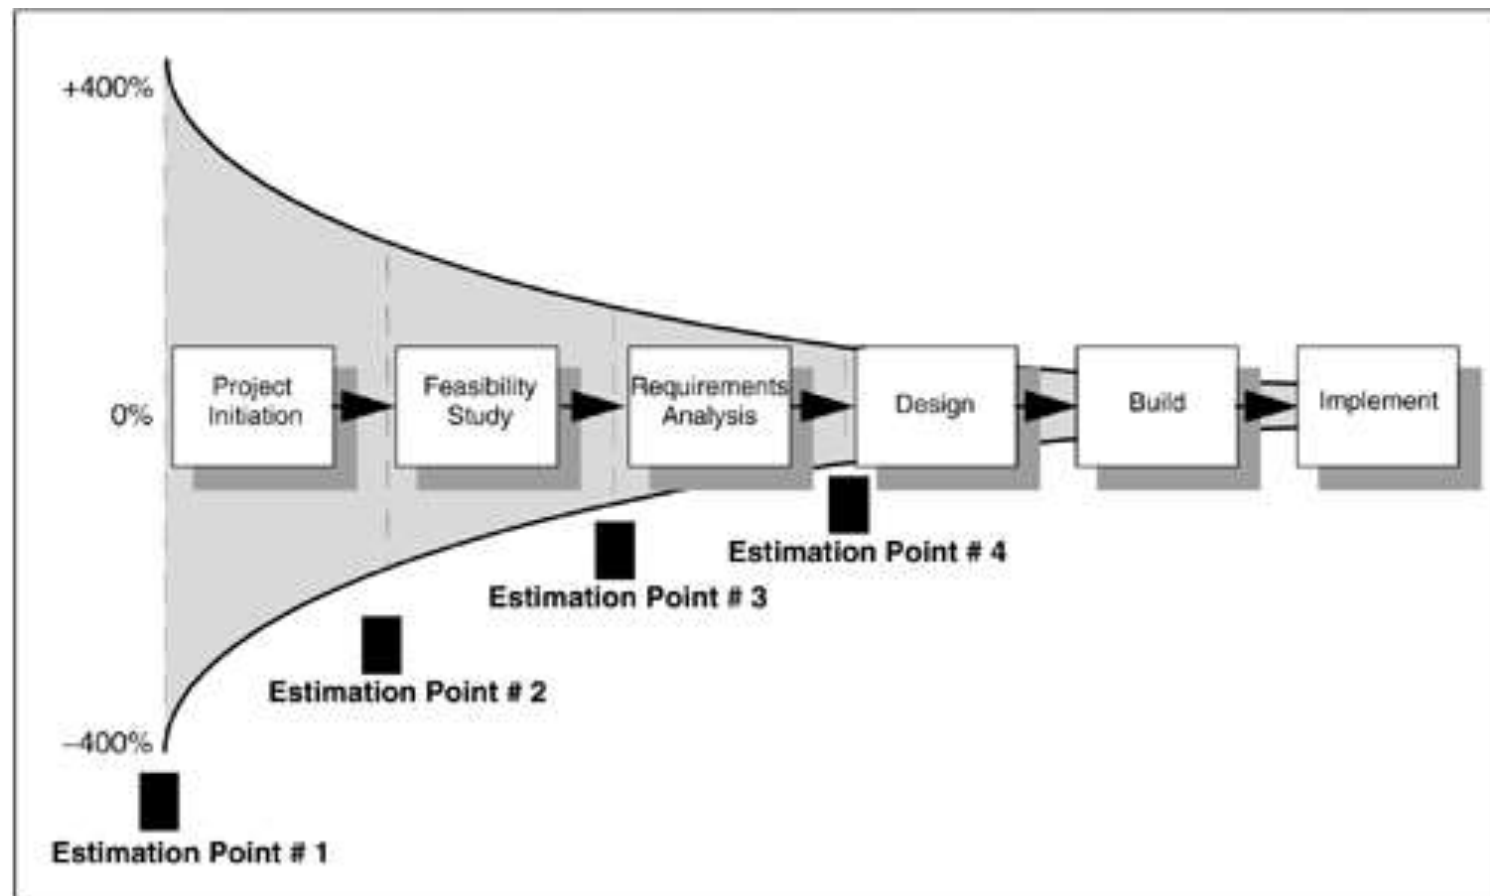 +400%
Project
Initiation
Feasibility
Study
Requirements
Analysis
Design
Build
Implement
0%
Estimation Point # 4
Estimation Point # 3
Estimation Point # 2
–400%
Estimation Point # 1